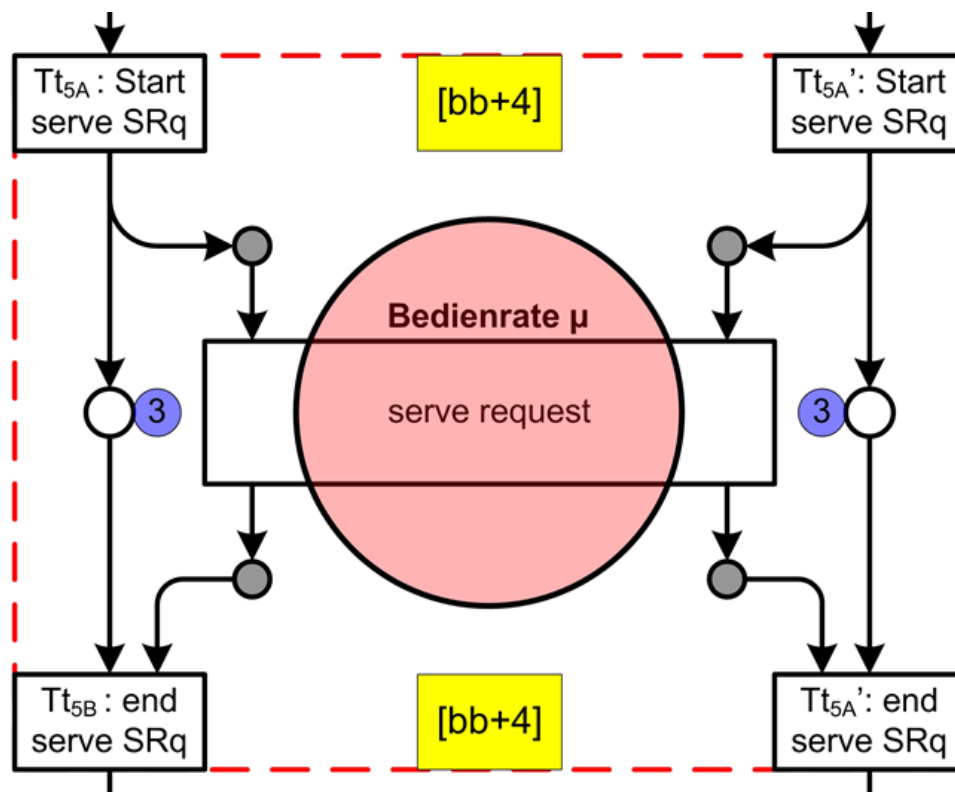 Tt5A : Start
serve SRq
[bb+4]
Tt5A’: Start
serve SRq
Bedienrate µ
3
serve request
3
Tt5B : end
serve SRq
[bb+4]
Tt5A’: end
serve SRq